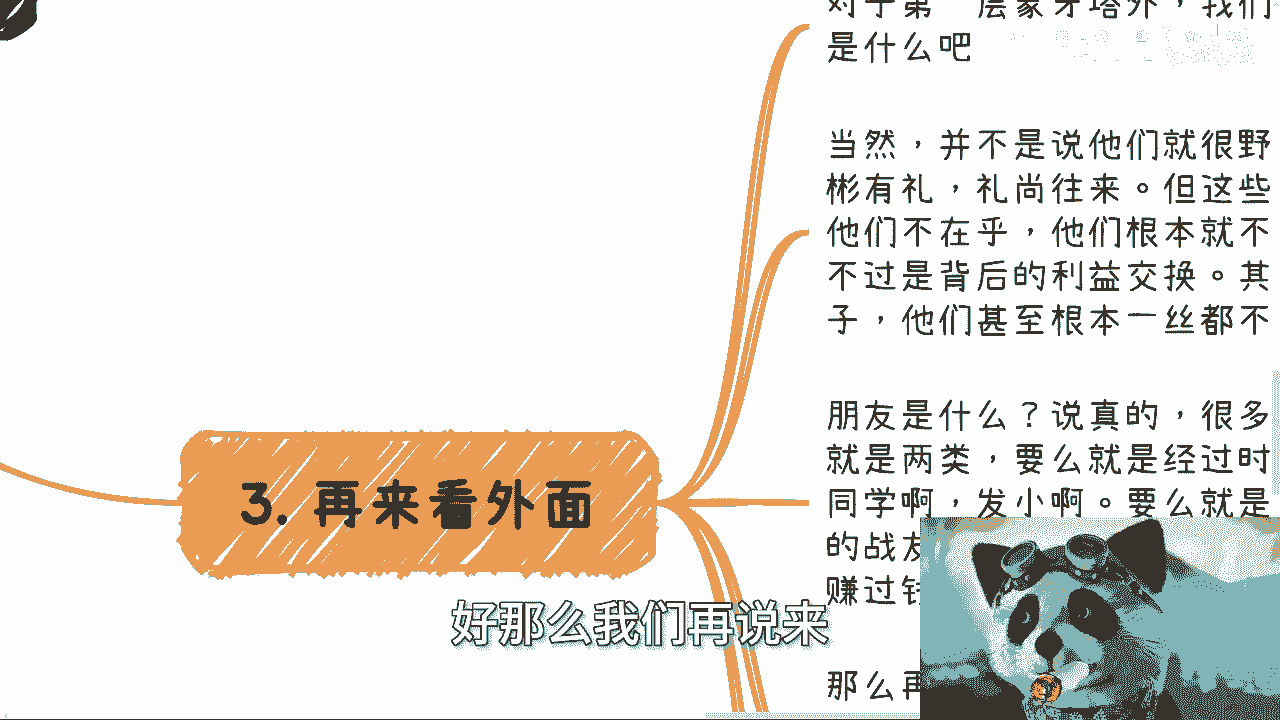 对于第一层象牙塔外，我们
是什么吧
当然，并不是说他们就很野
彬有礼，礼尚往来。但这些
他们不在乎，他们根本就不
不过是背后的利益交换。其
子，他们甚至根本一丝都不
朋友是什么？说真的，很多
就是两类，要么就是经过时
同学啊，发小啊。要么就是
的战友
赚过钱
那么再
3. 再来看外面
好那么我们再说来